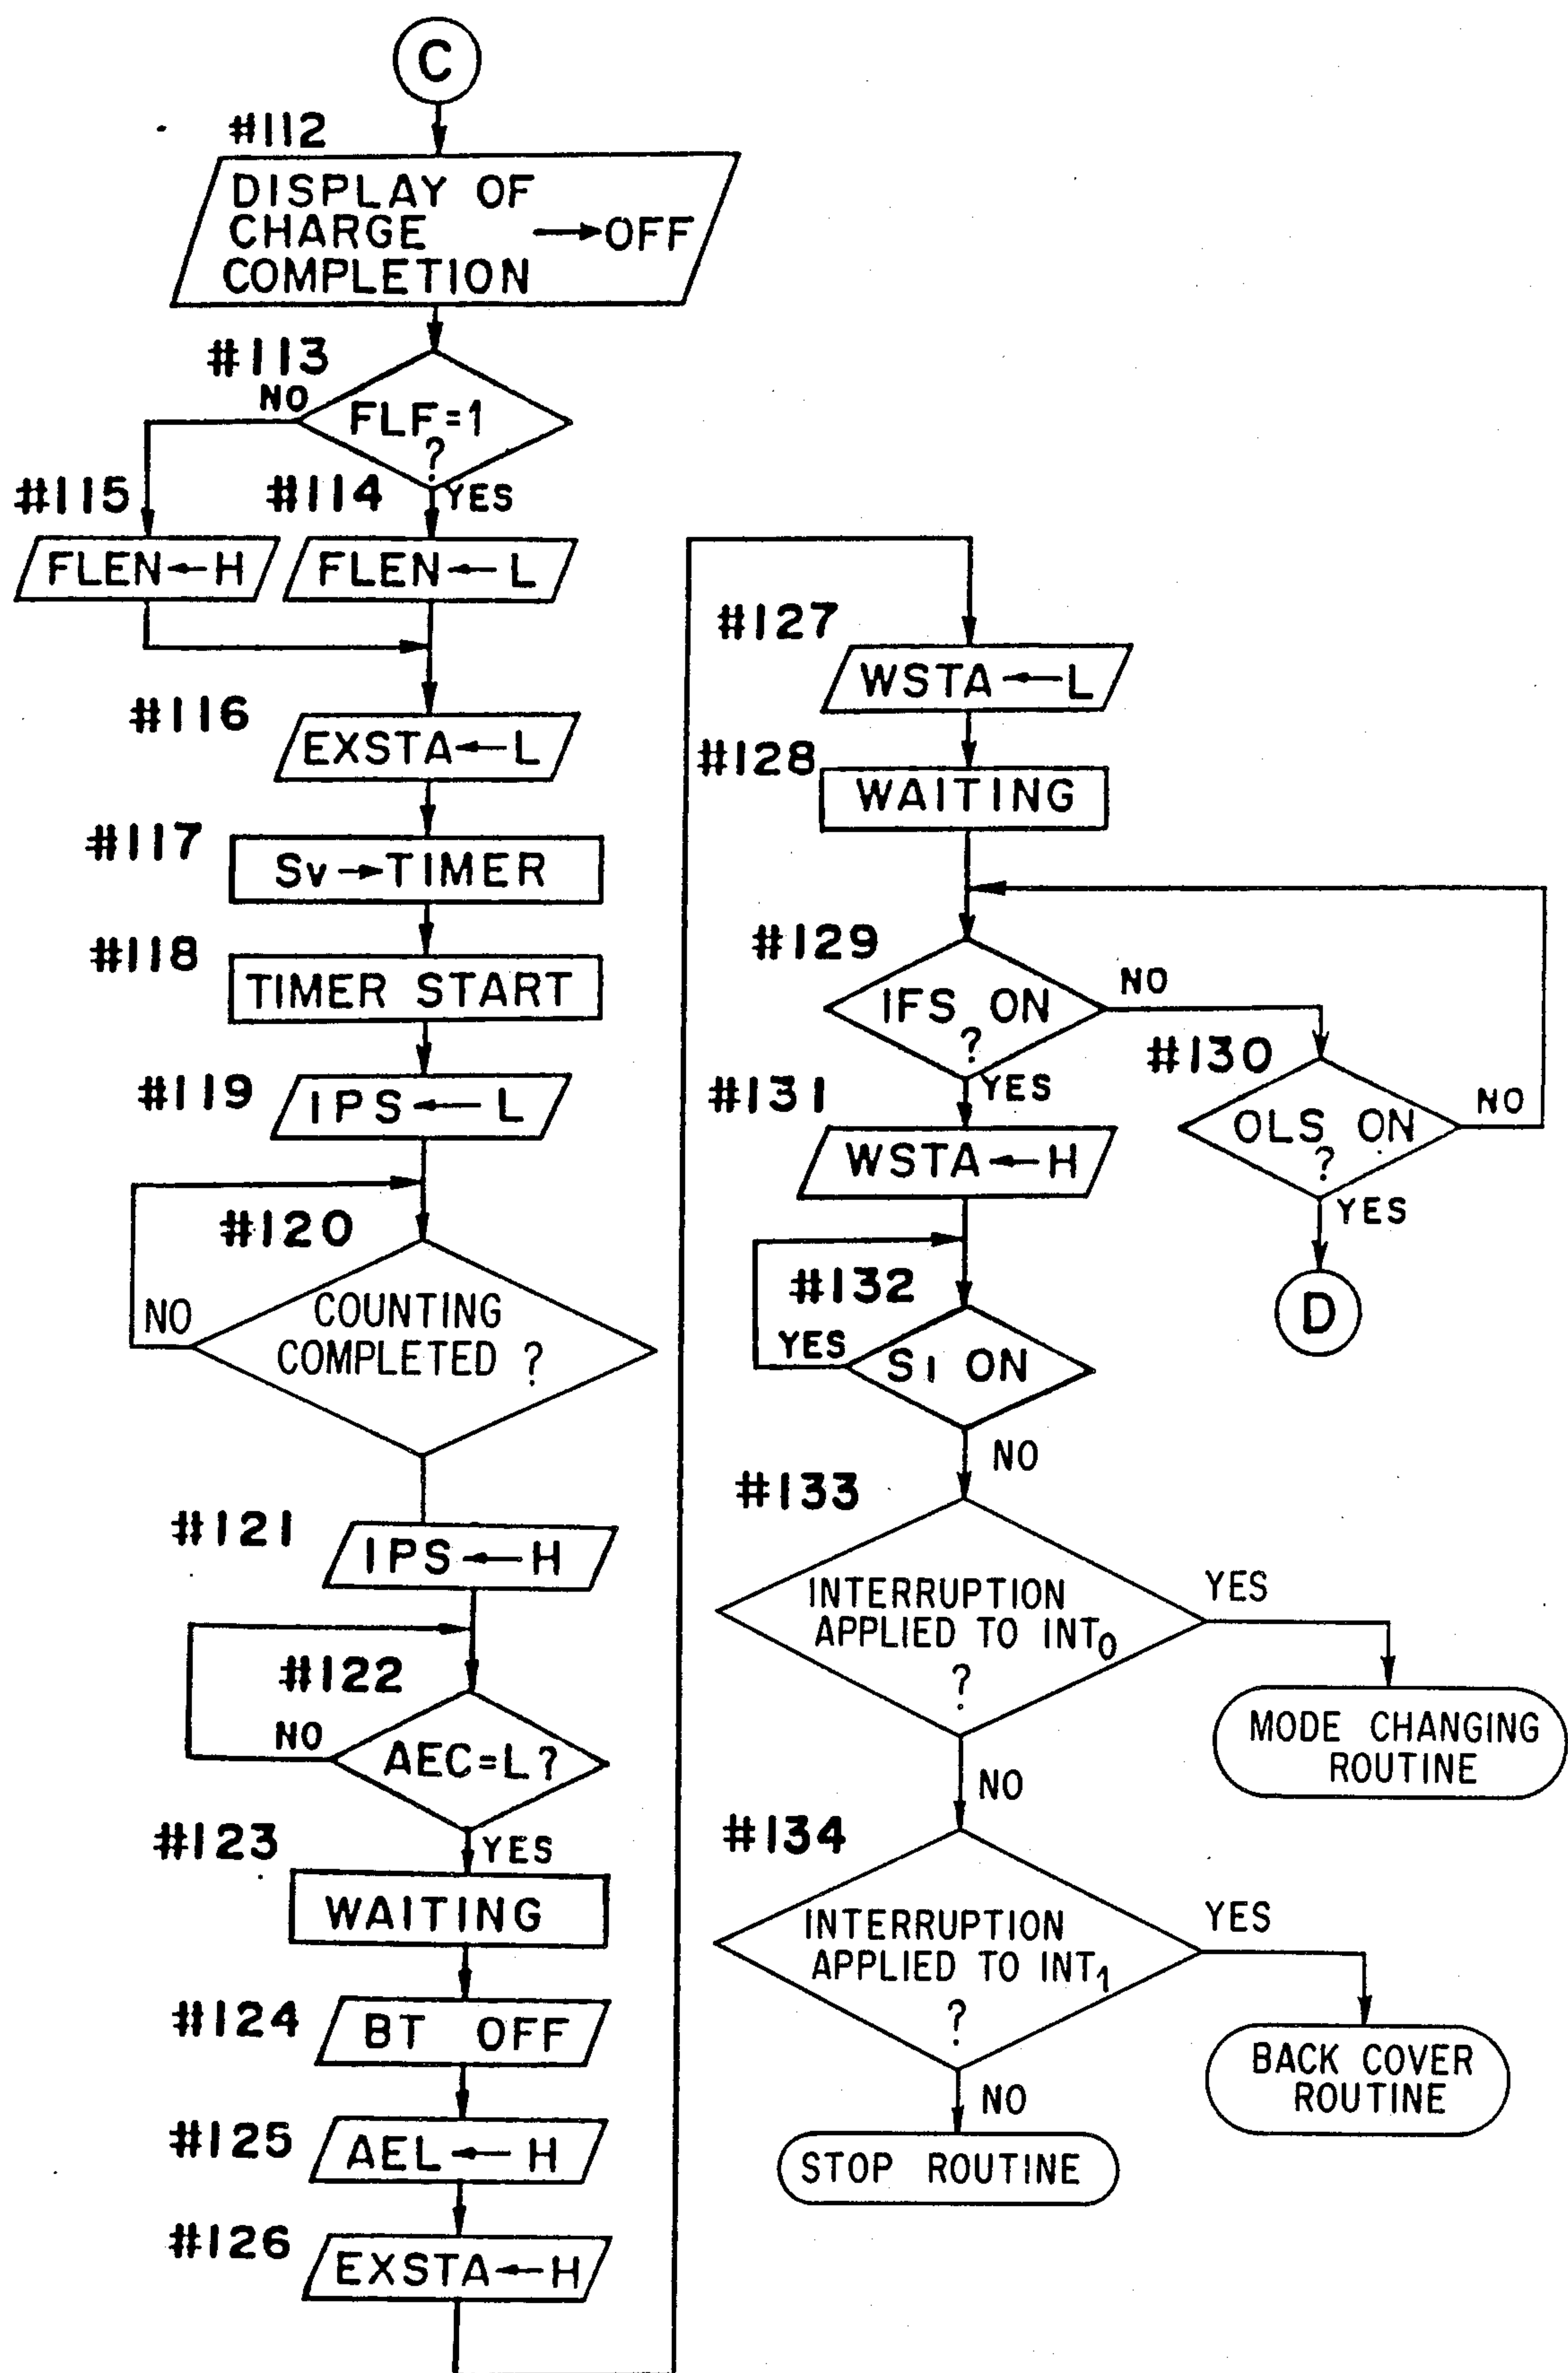 C
#112
DISPLAY OF
CHARGE →OFF
COMPLETION
#113
NO
FLF=1
?
#115
#114
YES
FLEN←H
FLEN←L
#116
EXSTA←L
#117
Sv→TIMER
#118
TIMER START
#119
IPS←L
#120
NO
COUNTING
COMPLETED ?
#121
IPS←H
#122
NO
AEC=L?
#123
YES
WAITING
#124
BT OFF
#125
AEL←H
#126
EXSTA←H
#127
WSTA←L
#128
WAITING
#129
IFS ON
?
NO
YES
#130
OLS ON
?
NO
YES
D
#131
WSTA←H
#132
YES
S1 ON
NO
#133
INTERRUPTION
APPLIED TO INT0
?
YES
MODE CHANGING
ROUTINE
NO
#134
INTERRUPTION
APPLIED TO INT1
?
YES
BACK COVER
ROUTINE
NO
STOP ROUTINE